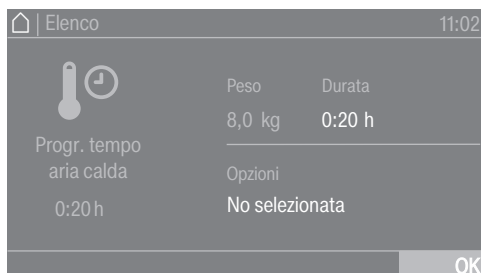 | Elenco 11:02
Peso Durata
8,0 kg 0:20 h
Progr. tempo
aria calda
0:20 h
Opzioni
No selezionata
OK